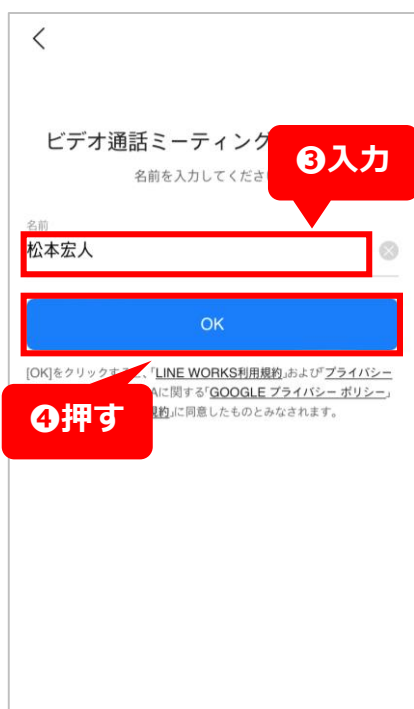 ビデオ通話ミーティング
❸入力
名前を入力してくださ
名前
松本宏人
OK
[OK]をクリックする、「LINE WORKS利用規約」および「プライバシー
Aに関する「GOOGLE プライバシー ポリシー」
規約」に同意したものとみなされます。
❹押す